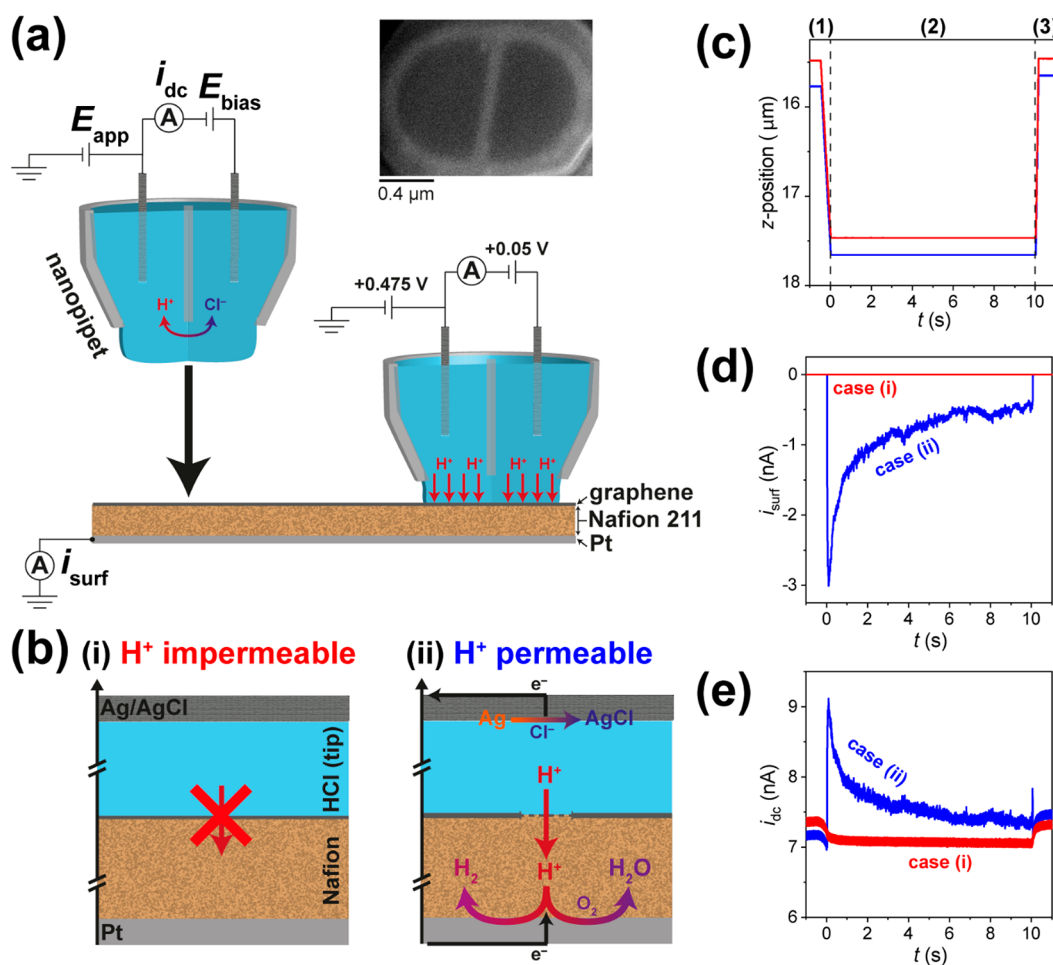 (a)
i_dc
E_bias
A
E_app
0.4 µm
nanopipet
H⁺
Cl⁻
+0.05 V
+0.475 V
A
H⁺
H⁺
H⁺
H⁺
graphene
Nafion 211
Pt
A
i_surf
(b)
(i) H⁺ impermeable
Ag/AgCl
HCl (tip)
Nafion
Pt
(ii) H⁺ permeable
e⁻
Ag
AgCl
Cl⁻
H⁺
H⁺
H₂
H₂O
O₂
e⁻
(c)
(1)
(2)
(3)
16
17
18
z-position ( µm)
0 2 4 6 8 10
t (s)
(d)
0
-1
-2
-3
i_surf (nA)
case (i)
case (ii)
0 2 4 6 8 10
t (s)
(e)
9
8
7
6
i_dc (nA)
case (ii)
case (i)
0 2 4 6 8 10
t (s)